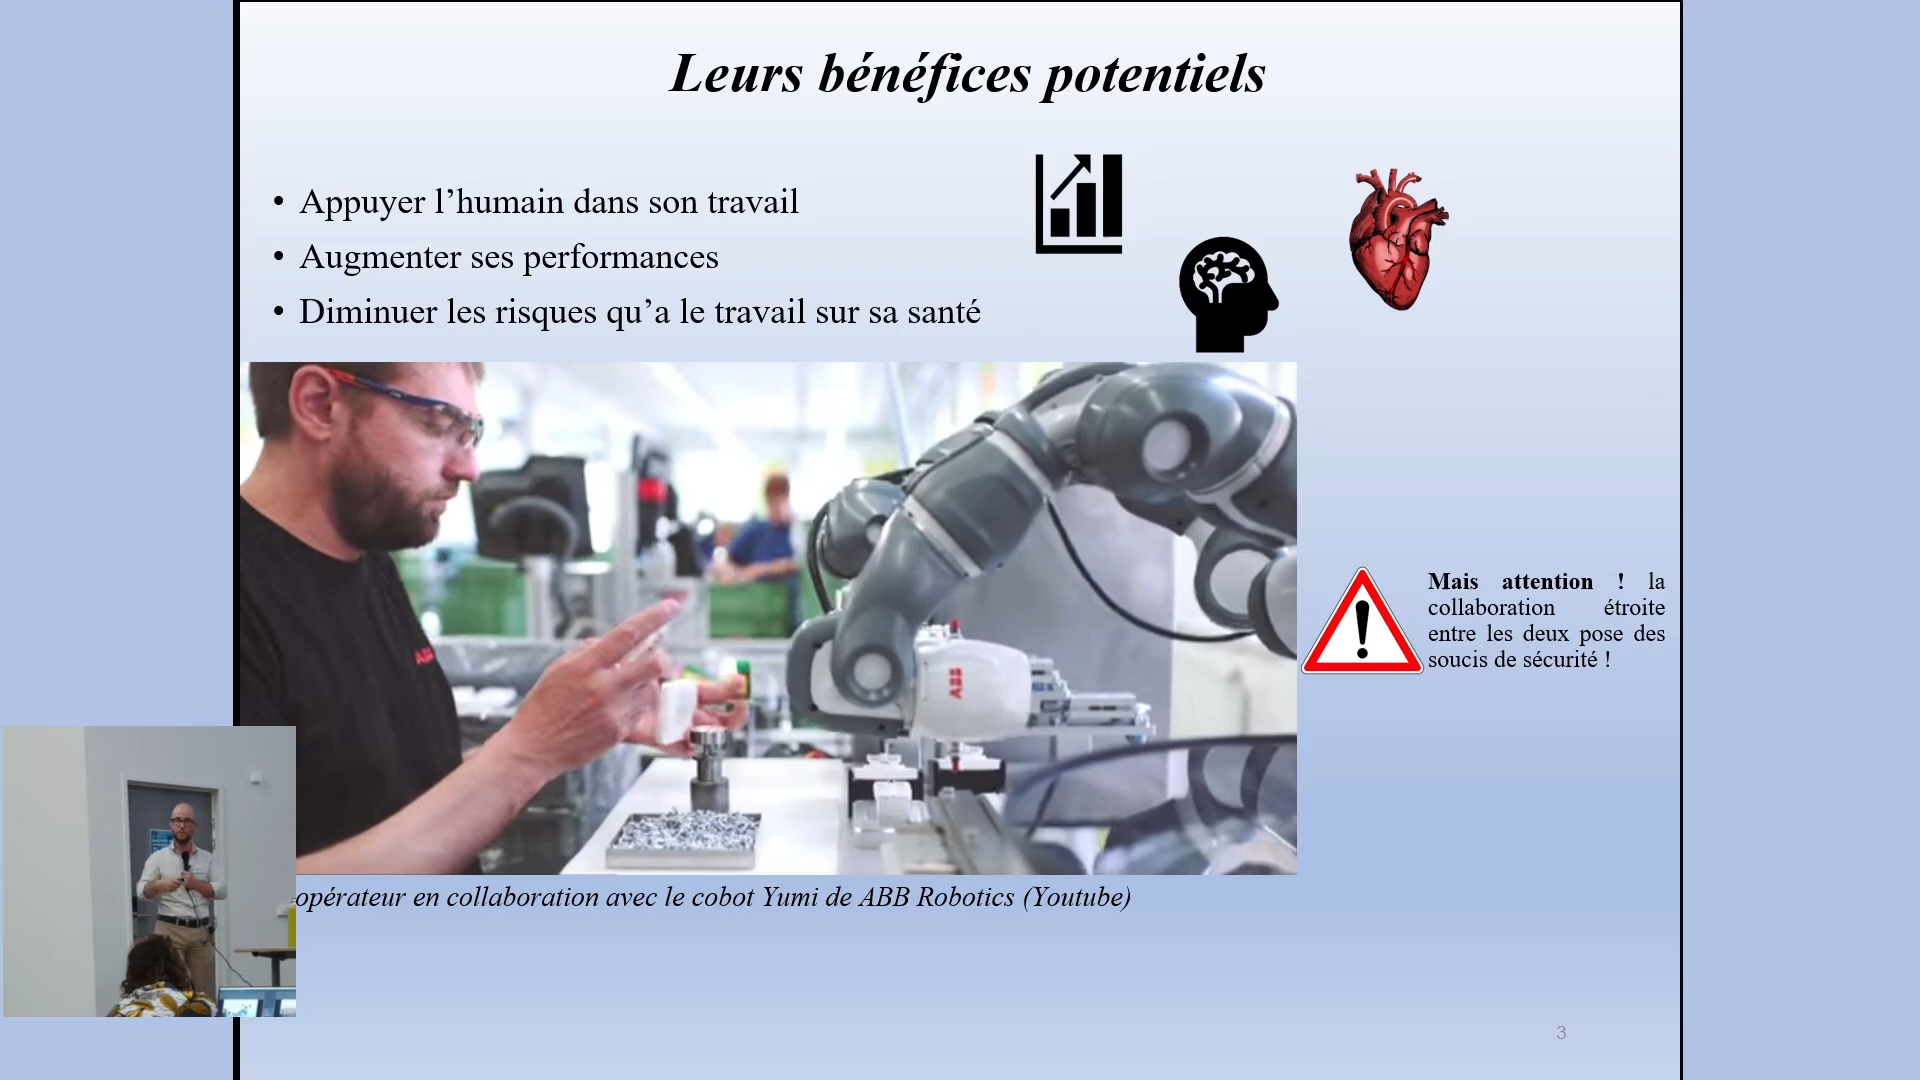 Leurs bénéfices potentiels
• Appuyer l’humain dans son travail
• Augmenter ses performances
• Diminuer les risques qu’a le travail sur sa santé
ABB
ABB
Mais attention ! la
collaboration étroite
entre les deux pose des
soucis de sécurité !
opérateur en collaboration avec le cobot Yumi de ABB Robotics (Youtube)
3